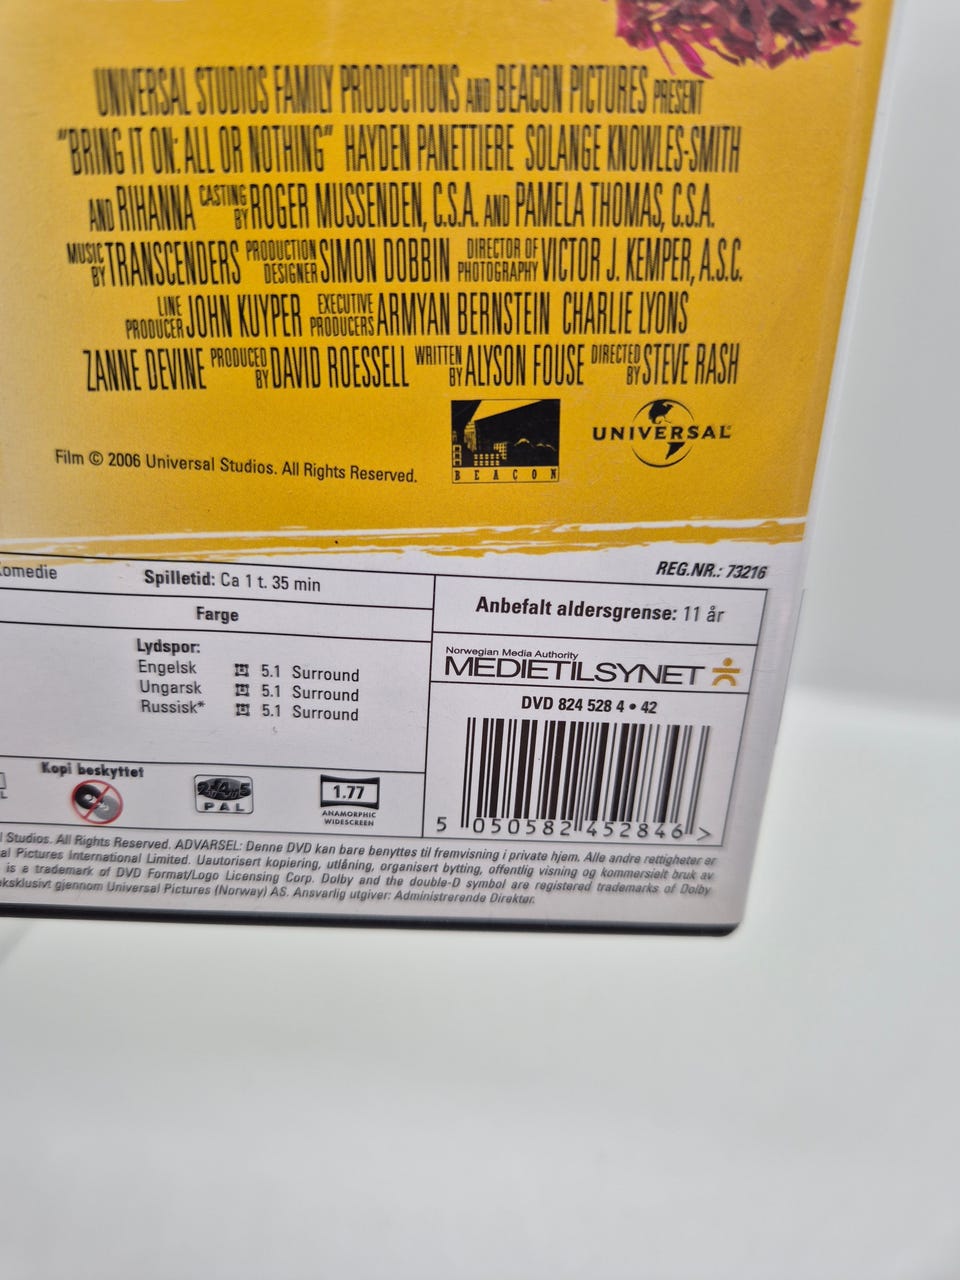 UNIVERSAL STUDIOS FAMILY PRODUCTIONS AND BEACON PICTURES PRESENT
"BRING IT ON: ALL OR NOTHING" HAYDEN PANETTIERE SOLANGE KNOWLES-SMITH
AND RIHANNA CASTING BY ROGER MUSSENDEN, C.S.A. AND PAMELA THOMAS, C.S.A.
MUSIC BY TRANSCENDERS PRODUCTION DESIGNER SIMON DOBBIN DIRECTOR OF PHOTOGRAPHY VICTOR J. KEMPER, A.S.C.
LINE PRODUCER JOHN KUYPER EXECUTIVE PRODUCERS ARMYAN BERNSTEIN CHARLIE LYONS
ZANNE DEVINE PRODUCED BY DAVID ROESSELL WRITTEN BY ALYSON FOUSE DIRECTED BY STEVE RASH
BEACON
UNIVERSAL
Film © 2006 Universal Studios. All Rights Reserved.
REG.NR.: 73216
Komedie
Spilletid: Ca 1 t. 35 min
Farge
Anbefalt aldersgrense: 11 år
Lydspor:
Engelsk 5.1 Surround
Ungarsk 5.1 Surround
Russisk* 5.1 Surround
Norwegian Media Authority
MEDIETILSYNET
DVD 824 528 4 • 42
5 050582 452846 >
Kopi beskyttet
2,4,5
PAL
1.77
ANAMORPHIC
WIDESCREEN
Studios. All Rights Reserved. ADVARSEL: Denne DVD kan bare benyttes til fremvisning i private hjem. Alle andre rettigheter er
al Pictures International Limited. Uautorisert kopiering, utlåning, organisert bytting, offentlig visning og kommersielt bruk av
is a trademark of DVD Format/Logo Licensing Corp. Dolby and the double-D symbol are registered trademarks of Dolby
eksklusivt gjennom Universal Pictures (Norway) AS. Ansvarlig utgiver: Administrerende Direktør.